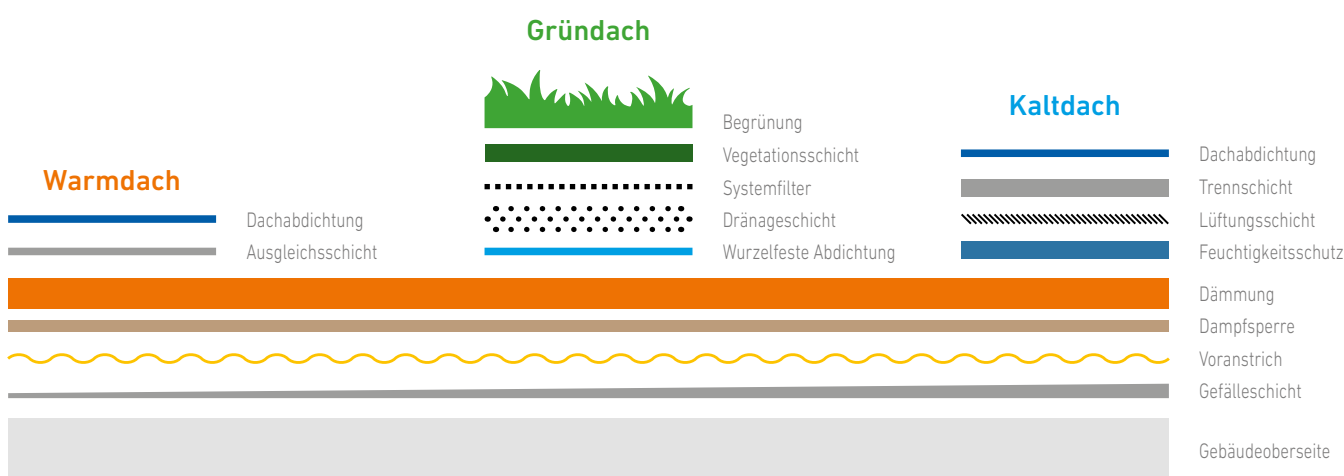 Gründach
Begrünung
Vegetationsschicht
Systemfilter
Dränageschicht
Wurzelfeste Abdichtung
Kaltdach
Dachabdichtung
Trennschicht
Lüftungsschicht
Feuchtigkeitsschutz
Warmdach
Dachabdichtung
Ausgleichsschicht
Dämmung
Dampfsperre
Voranstrich
Gefälleschicht
Gebäudeoberseite